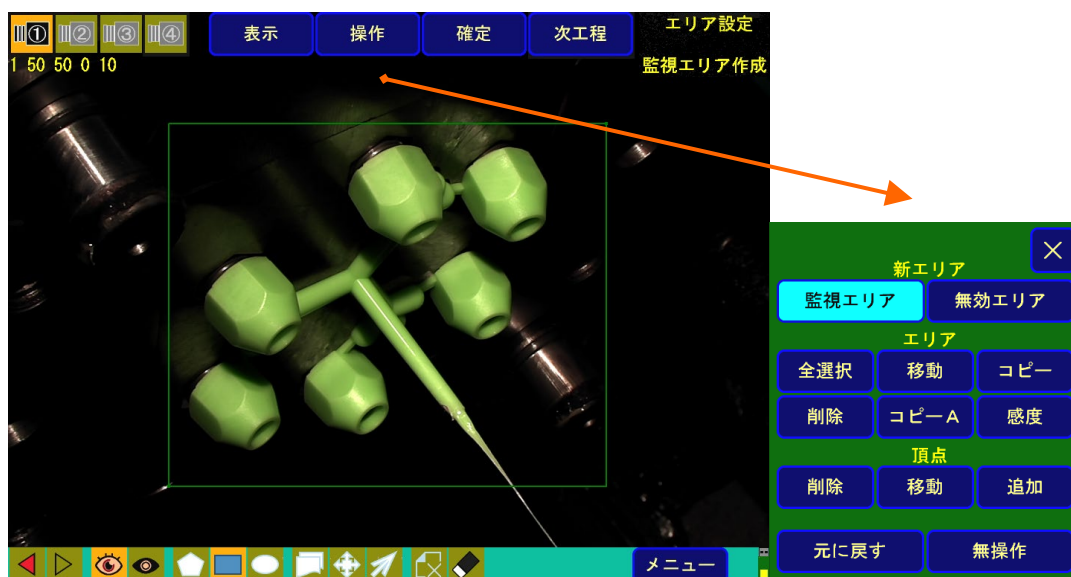 ① ② ③ ④ 表示 操作 確定 次工程 エリア設定
1 50 50 0 10 監視エリア作成
×
新エリア
監視エリア 無効エリア
エリア
全選択 移動 コピー
削除 コピーA 感度
頂点
削除 移動 追加
元に戻す 無操作
メニュー